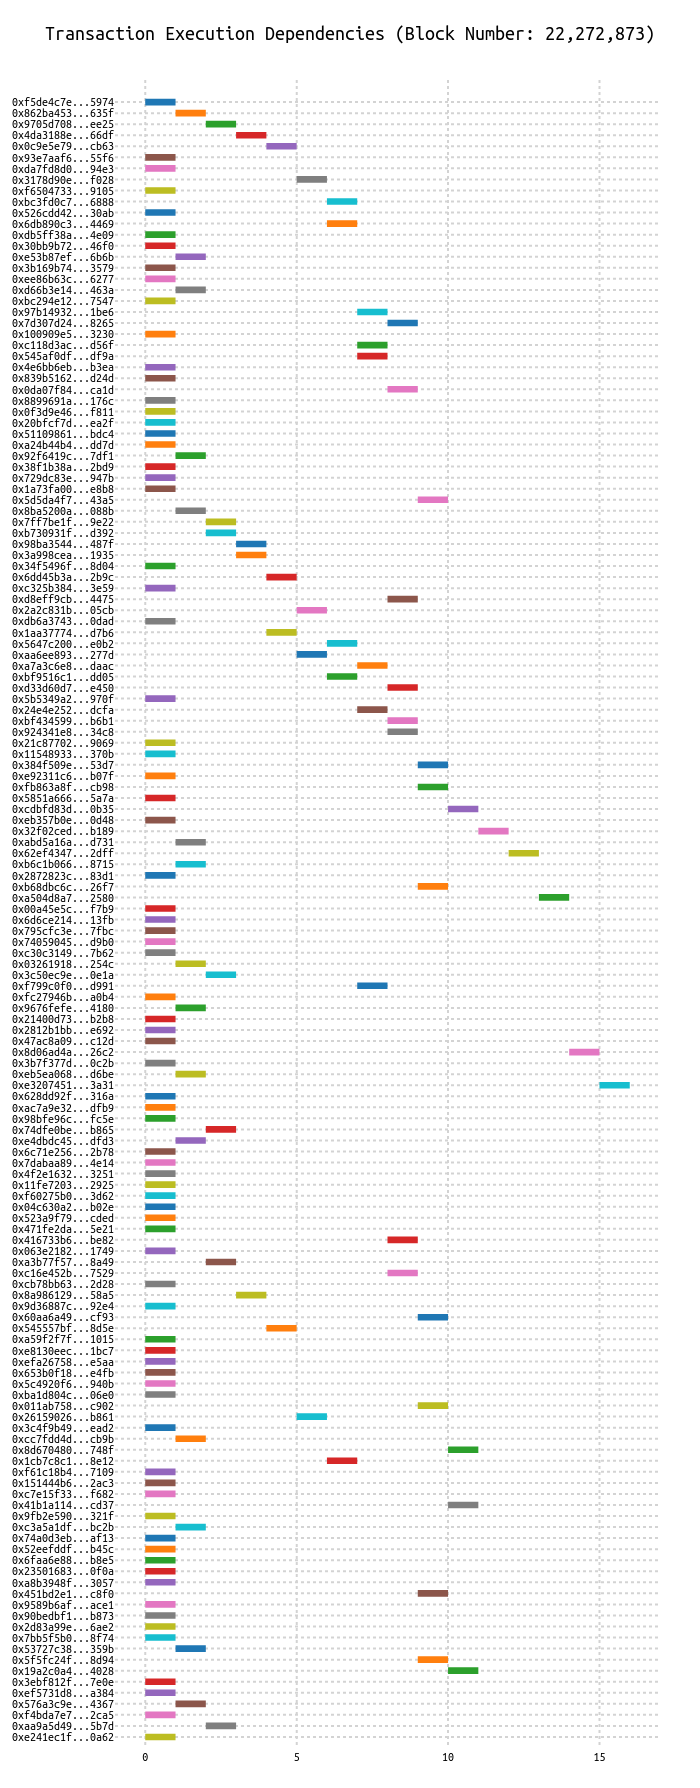 Transaction Execution Dependencies (Block Number: 22,272,873)
0xf5de4c7e...5974
0x862ba453...635f
0x9705d708...ee25
0x4da3188e...66df
0x0c9e5e79...cb63
0x93e7aaf6...55f6
0xda7fd8d0...94e3
0x3178d90e...f028
0xf6504733...9105
0xbc3fd0c7...6888
0x526cdd42...30ab
0x6db890c3...4469
0xdb5ff38a...4e09
0x30bb9b72...46f0
0xe53b87ef...6b6b
0x3b169b74...3579
0xee86b63c...6277
0xd66b3e14...463a
0xbc294e12...7547
0x97b14932...1be6
0x7d307d24...8265
0x100909e5...3230
0xc118d3ac...d56f
0x545af0df...df9a
0x4e6bb6eb...b3ea
0x839b5162...d24d
0x0da07f84...ca1d
0x8899691a...176c
0x0f3d9e46...f811
0x20bfcf7d...ea2f
0x51109861...bdc4
0xa24b44b4...dd7d
0x92f6419c...7df1
0x38f1b38a...2bd9
0x729dc83e...947b
0x1a73fa00...e8b8
0x5d5da4f7...43a5
0x8ba5200a...088b
0x7ff7be1f...9e22
0xb730931f...d392
0x98ba3544...487f
0x3a998cea...1935
0x34f5496f...8d04
0x6dd45b3a...2b9c
0xc325b384...3e59
0xd8eff9cb...4475
0x2a2c831b...05cb
0xdb6a3743...0dad
0x1aa37774...d7b6
0x5647c200...e0b2
0xaa6ee893...277d
0xa7a3c6e8...daac
0xbf9516c1...dd05
0xd33d60d7...e450
0x5b5349a2...970f
0x24e4e252...dcfa
0xbf434599...b6b1
0x924341e8...34c8
0x21c87702...9069
0x11548933...370b
0x384f509e...53d7
0xe92311c6...b07f
0xfb863a8f...cb98
0x5851a666...5a7a
0xcdbfd83d...0b35
0xeb357b0e...0d48
0x32f02ced...b189
0xabd5a16a...d731
0x62ef4347...2dff
0xb6c1b066...8715
0x2872823c...83d1
0xb68dbc6c...26f7
0xa504d8a7...2580
0x00a45e5c...f7b9
0x6d6ce214...13fb
0x795cfc3e...7fbc
0x74059045...d9b0
0xc30c3149...7b62
0x03261918...254c
0x3c50ec9e...0e1a
0xf799c0f0...d991
0xfc27946b...a0b4
0x9676fefe...4180
0x21400d73...b2b8
0x2812b1bb...e692
0x47ac8a09...c12d
0x8d06ad4a...26c2
0x3b7f377d...0c2b
0xeb5ea068...d6be
0xe3207451...3a31
0x628dd92f...316a
0xac7a9e32...dfb9
0x98bfe96c...fc5e
0x74dfe0be...b865
0xe4dbdc45...dfd3
0x6c71e256...2b78
0x7dabaa89...4e14
0x4f2e1632...3251
0x11fe7203...2925
0xf60275b0...3d62
0x04c630a2...b02e
0x523a9f79...cded
0x471fe2da...5e21
0x416733b6...be82
0x063e2182...1749
0xa3b77f57...8a49
0xc16e452b...7529
0xcb78bb63...2d28
0x8a986129...58a5
0x9d36887c...92e4
0x60aa6a49...cf93
0x545557bf...8d5e
0xa59f2f7f...1015
0xe8130eec...1bc7
0xefa26758...e5aa
0x653b0f18...e4fb
0x5c4920f6...940b
0xba1d804c...06e0
0x011ab758...c902
0x26159026...b861
0x3c4f9b49...ead2
0xcc7fdd4d...cb9b
0x8d670480...748f
0x1cb7c8c1...8e12
0xf61c18b4...7109
0x151444b6...2ac3
0xc7e15f33...f682
0x41b1a114...cd37
0x9fb2e590...321f
0xc3a5a1df...bc2b
0x74a0d3eb...af13
0x52eefddf...b45c
0x6faa6e88...b8e5
0x23501683...0f0a
0xa8b3948f...3057
0x451bd2e1...c8f0
0x9589b6af...ace1
0x90bedbf1...b873
0x2d83a99e...6ae2
0x7bb5f5b0...8f74
0x53727c38...359b
0x5f5fc24f...8d94
0x19a2c0a4...4028
0x3ebf812f...7e0e
0xef5731d8...a384
0x576a3c9e...4367
0xf4bda7e7...2ca5
0xaa9a5d49...5b7d
0xe241ec1f...0a62
0 5 10 15